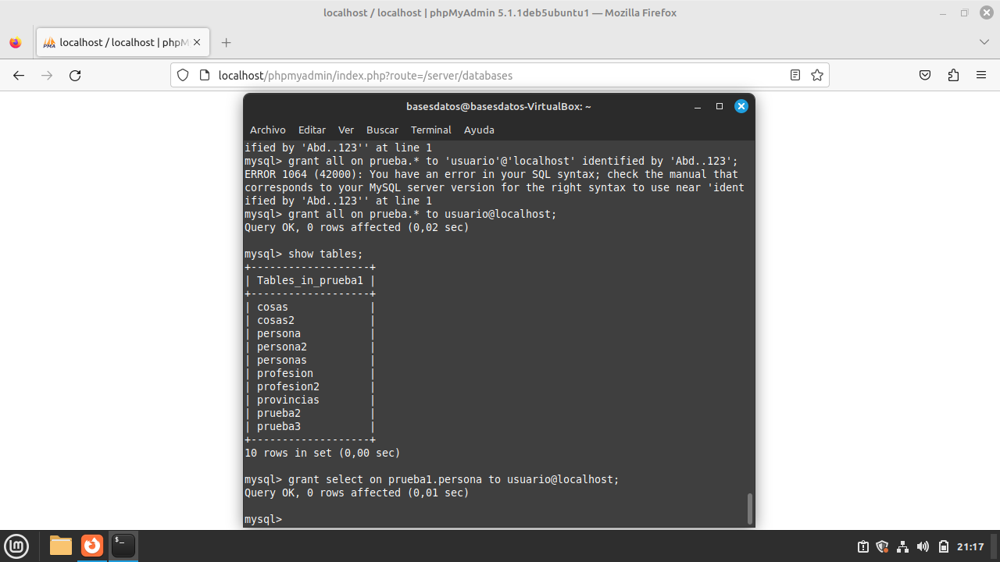 localhost / localhost | phpMyAdmin 5.1.1deb5ubuntu1 — Mozilla Firefox
PMA localhost / localhost | phpM
localhost/phpmyadmin/index.php?route=/server/databases
basesdatos@basesdatos-VirtualBox: ~
Archivo Editar Ver Buscar Terminal Ayuda
ified by 'Abd..123'' at line 1
mysql> grant all on prueba.* to 'usuario'@'localhost' identified by 'Abd..123';
ERROR 1064 (42000): You have an error in your SQL syntax; check the manual that
corresponds to your MySQL server version for the right syntax to use near 'ident
ified by 'Abd..123'' at line 1
mysql> grant all on prueba.* to usuario@localhost;
Query OK, 0 rows affected (0,02 sec)
mysql> show tables;
+-------------------+
| Tables_in_prueba1 |
+-------------------+
| cosas             |
| cosas2            |
| persona           |
| persona2          |
| personas          |
| profesion         |
| profesion2        |
| provincias        |
| prueba2           |
| prueba3           |
+-------------------+
10 rows in set (0,00 sec)
mysql> grant select on prueba1.persona to usuario@localhost;
Query OK, 0 rows affected (0,01 sec)
mysql>
$_
21:17